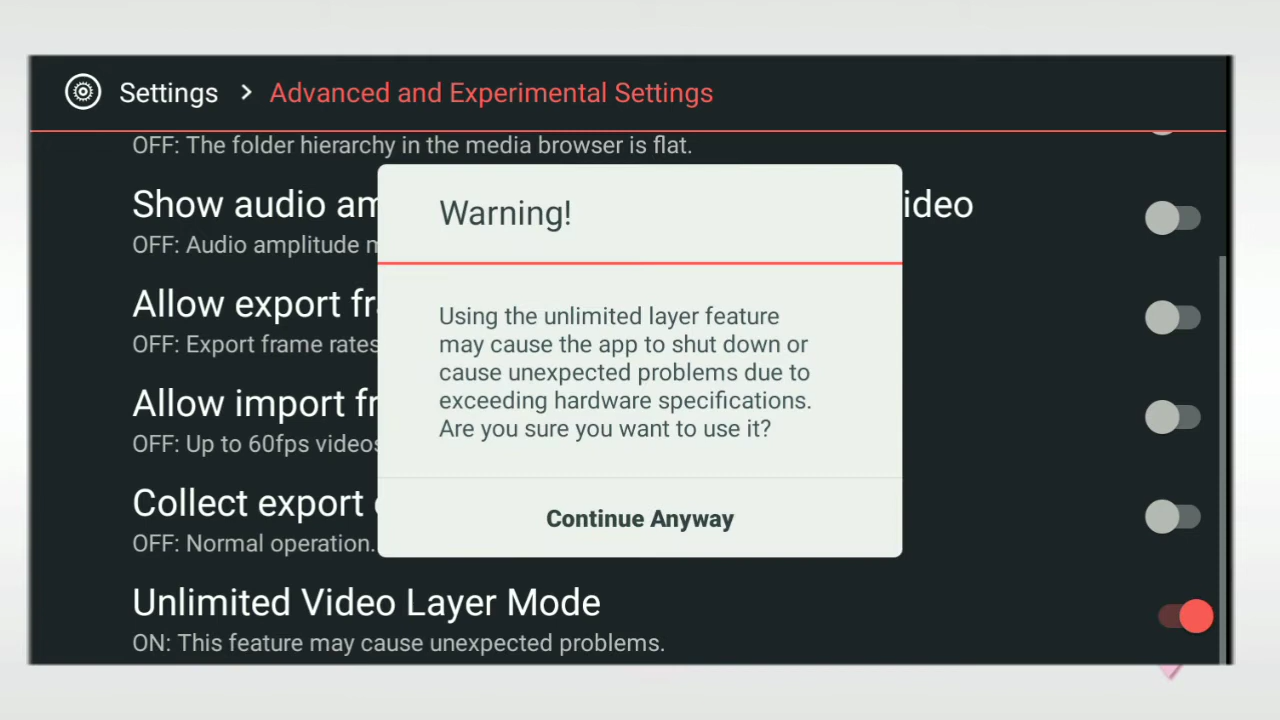 Settings > Advanced and Experimental Settings
OFF: The folder hierarchy in the media browser is flat.
Show audio am
ideo
OFF: Audio amplitude
Allow export fr
OFF: Export frame rates
Allow import fr
OFF: Up to 60fps videos
Collect export
OFF: Normal operation.
Unlimited Video Layer Mode
ON: This feature may cause unexpected problems.
Warning!
Using the unlimited layer feature
may cause the app to shut down or
cause unexpected problems due to
exceeding hardware specifications.
Are you sure you want to use it?
Continue Anyway